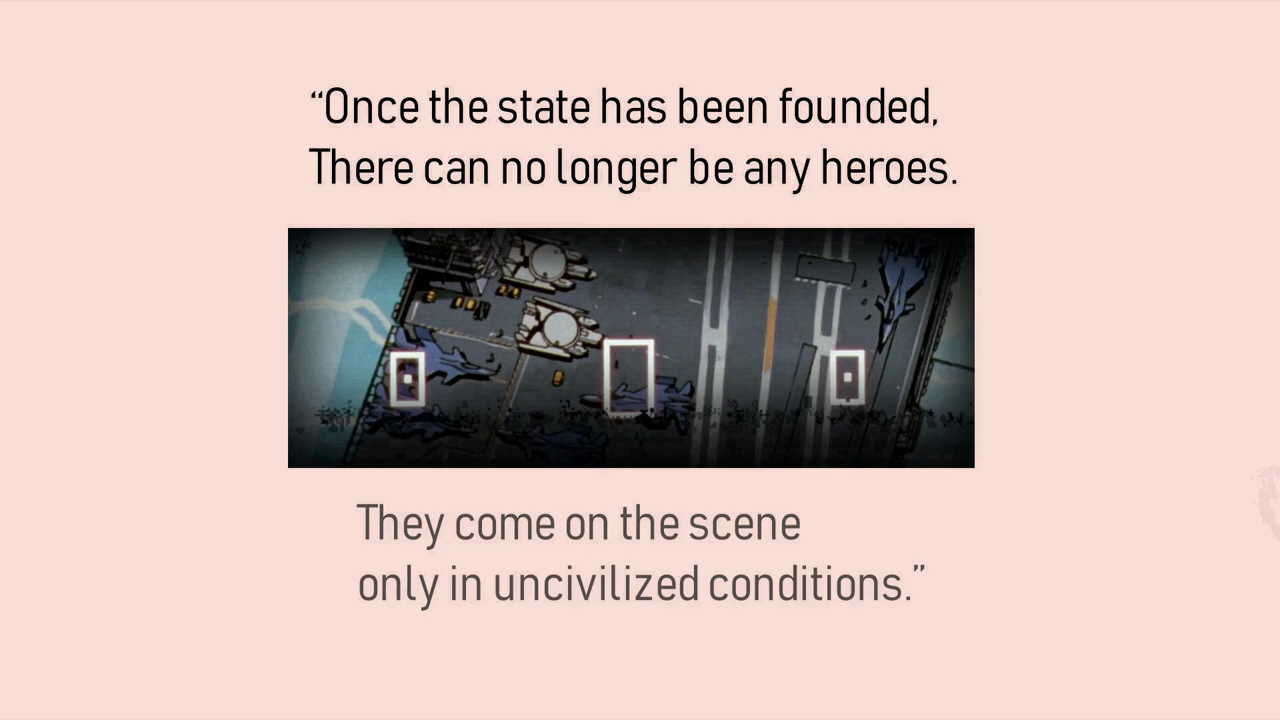 “Once the state has been founded,
There can no longer be any heroes.
They come on the scene
only in uncivilized conditions.”